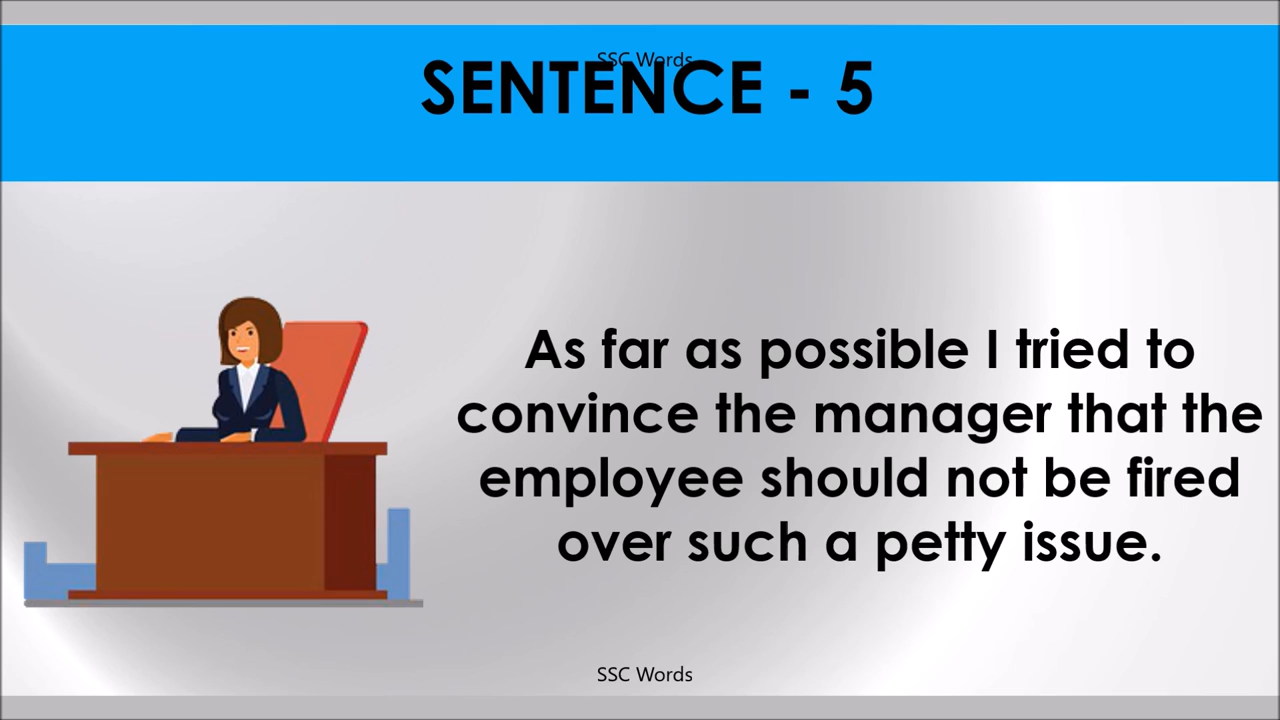 SSC Words
SENTENCE - 5
As far as possible I tried to
convince the manager that the
employee should not be fired
over such a petty issue.
SSC Words